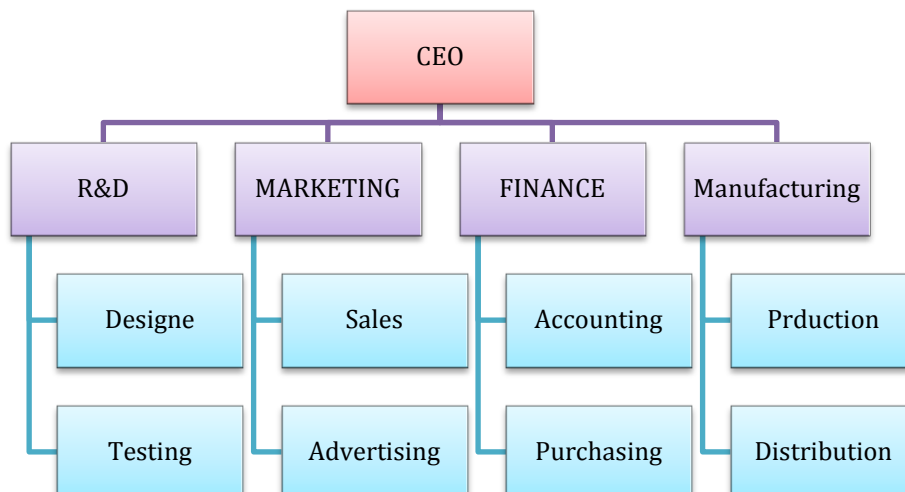 CEO
R&D
MARKETING
FINANCE
Manufacturing
Designe
Sales
Accounting
Prduction
Testing
Advertising
Purchasing
Distribution